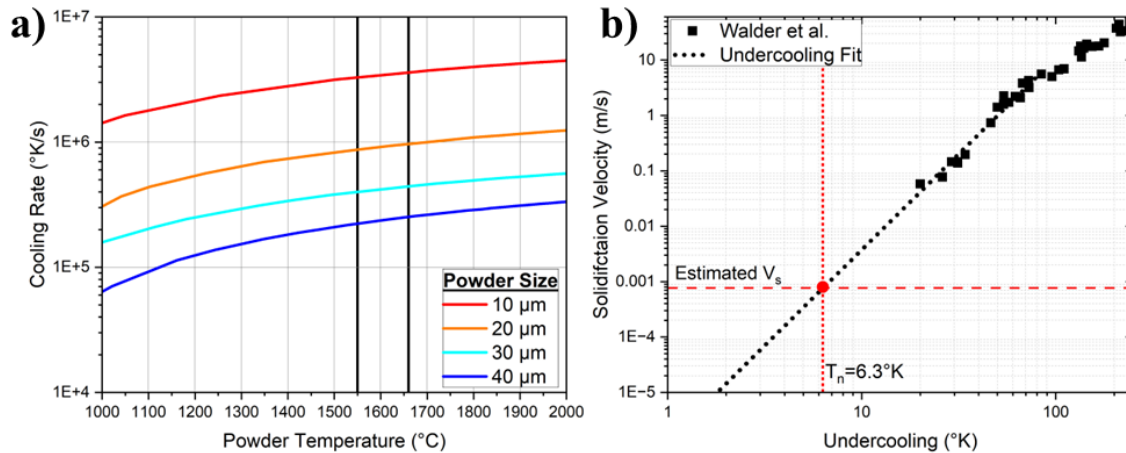 a)
1E+7
1E+6
1E+5
1E+4
Cooling Rate (°K/s)
Powder Size
10 µm
20 µm
30 µm
40 µm
1000 1100 1200 1300 1400 1500 1600 1700 1800 1900 2000
Powder Temperature (°C)
b)
Walder et al.
Undercooling Fit
10
1
0.1
0.01
0.001
1E-4
1E-5
Solidifctaion Velocity (m/s)
Estimated Vs
Tn=6.3°K
1 10 100
Undercooling (°K)